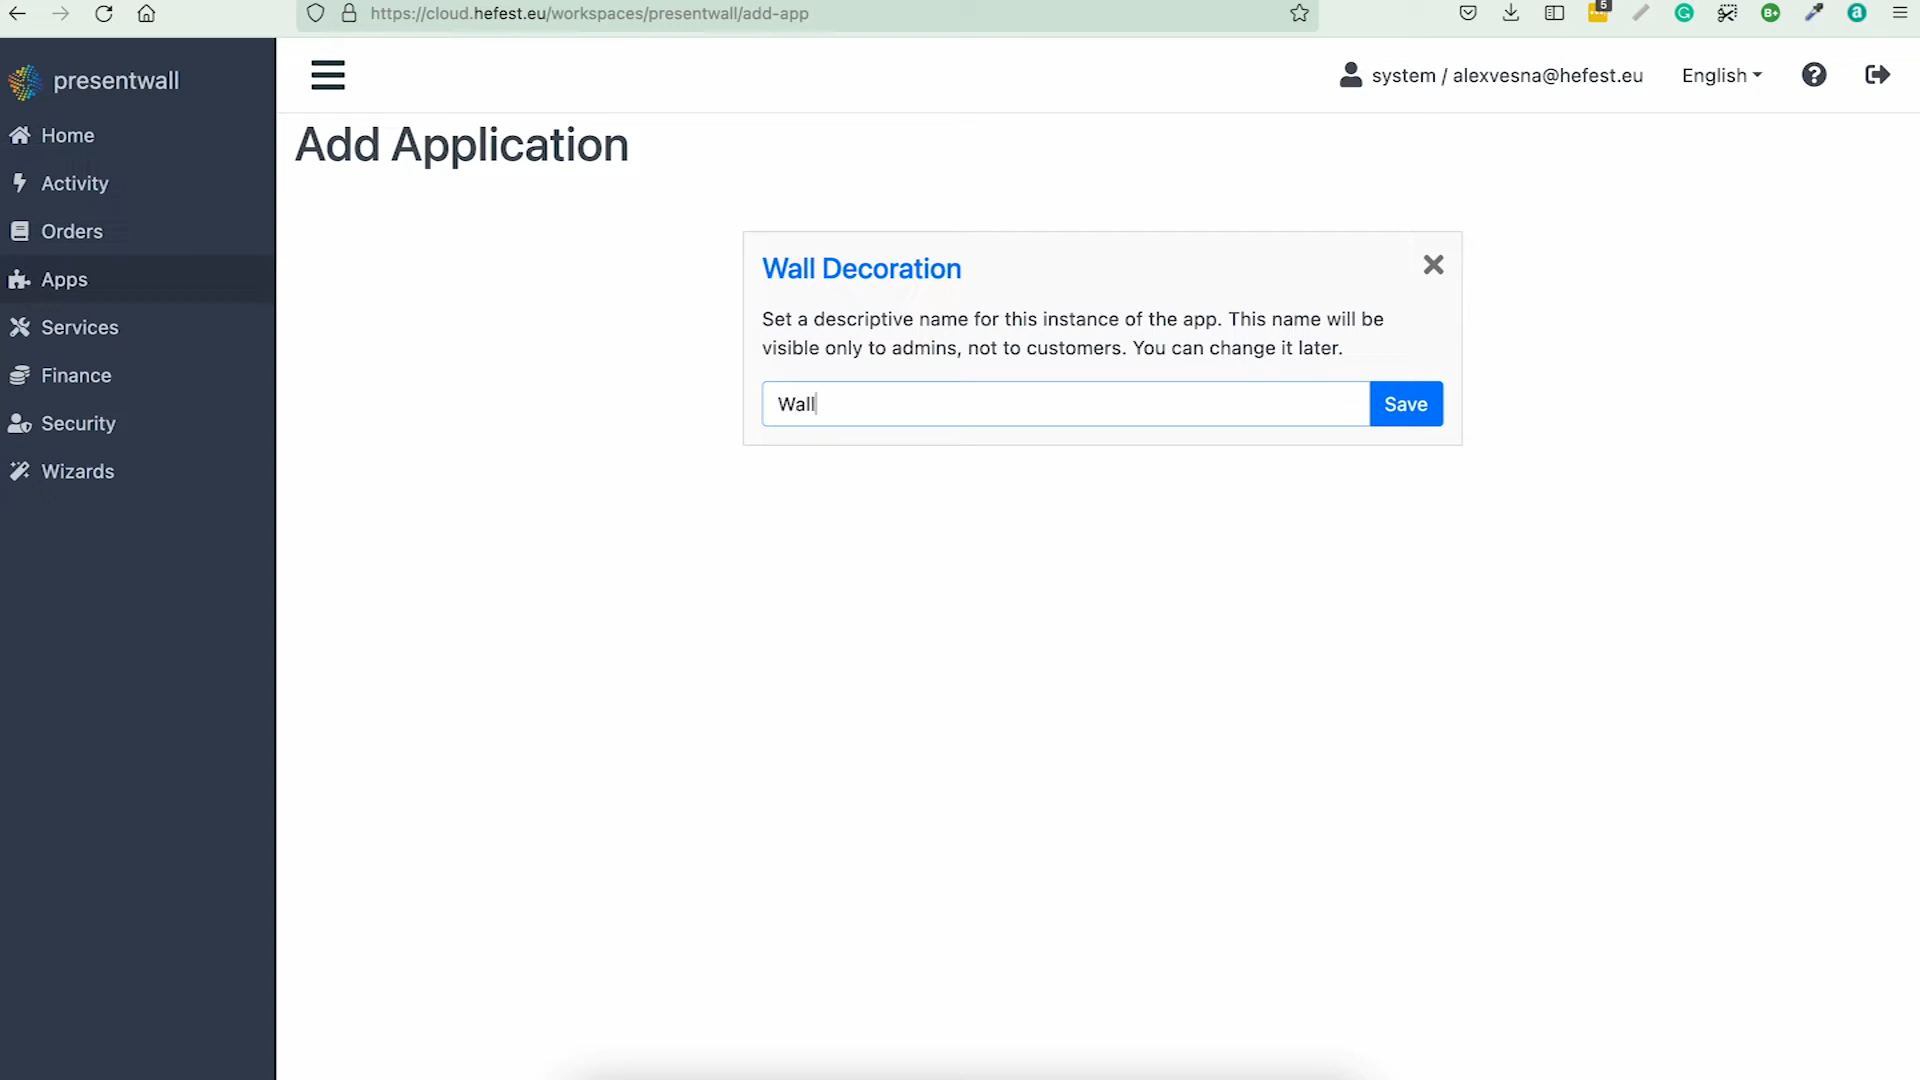 https://cloud.hefest.eu/workspaces/presentwall/add-app
5
G
B+
a
presentwall
system / alexvesna@hefest.eu
English
?
Home
Activity
Orders
Apps
Services
Finance
Security
Wizards
Add Application
Wall Decoration
Set a descriptive name for this instance of the app. This name will be
visible only to admins, not to customers. You can change it later.
Wall
Save